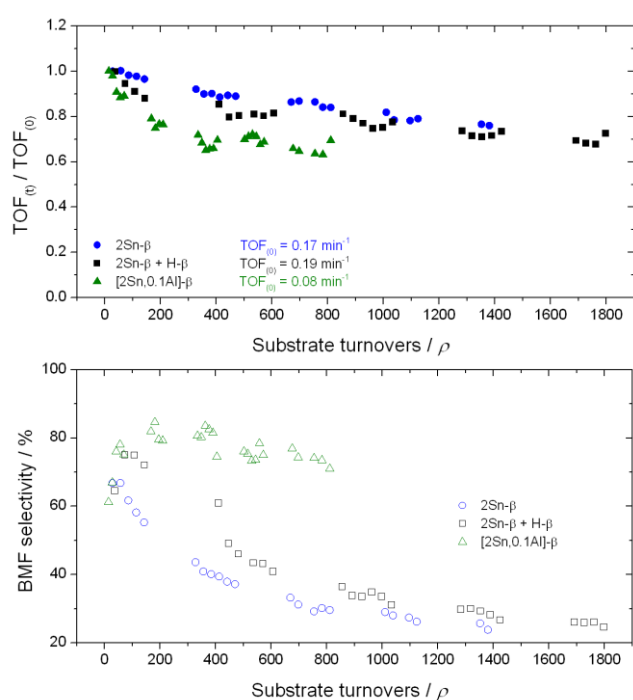 1.2
1.0
0.8
0.6
0.4
0.2
0.0
TOF(t) / TOF(0)
2Sn-β TOF(0) = 0.17 min⁻¹
2Sn-β + H-β TOF(0) = 0.19 min⁻¹
[2Sn,0.1Al]-β TOF(0) = 0.08 min⁻¹
0 200 400 600 800 1000 1200 1400 1600 1800
Substrate turnovers / ρ
100
80
60
40
20
BMF selectivity / %
2Sn-β
2Sn-β + H-β
[2Sn,0.1Al]-β
0 200 400 600 800 1000 1200 1400 1600 1800
Substrate turnovers / ρ